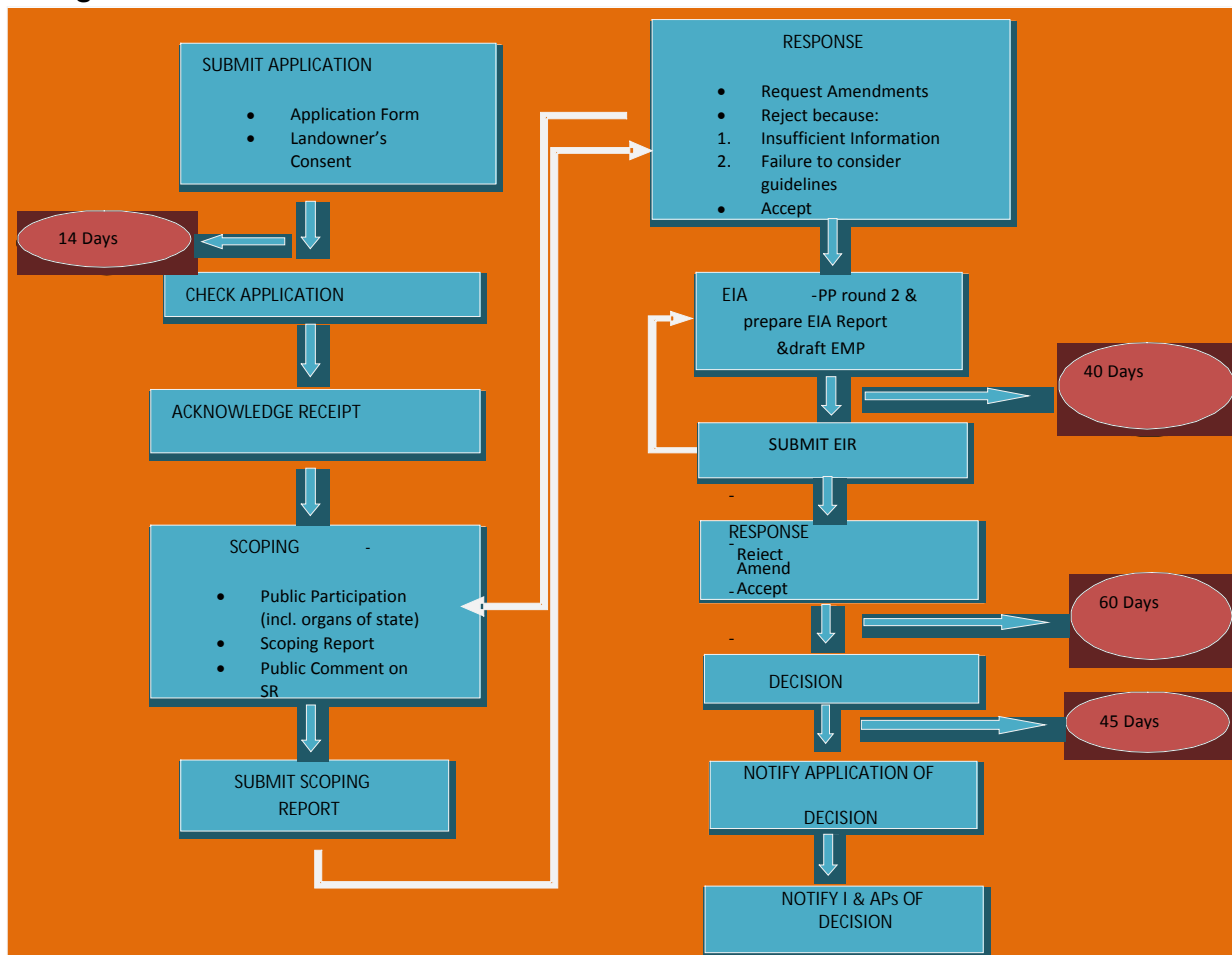 SUBMIT APPLICATION
• Application Form
• Landowner's
Consent
14 Days
CHECK APPLICATION
ACKNOWLEDGE RECEIPT
SCOPING -
• Public Participation
(incl. organs of state)
• Scoping Report
• Public Comment on
SR
SUBMIT SCOPING
REPORT
RESPONSE
• Request Amendments
• Reject because:
1. Insufficient Information
2. Failure to consider
guidelines
• Accept
EIA -PP round 2 &
prepare EIA Report
&draft EMP
40 Days
SUBMIT EIR
-
RESPONSE
-
Reject
Amend
-Accept
60 Days
-
DECISION
45 Days
NOTIFY APPLICATION OF
DECISION
NOTIFY I & APs OF
DECISION